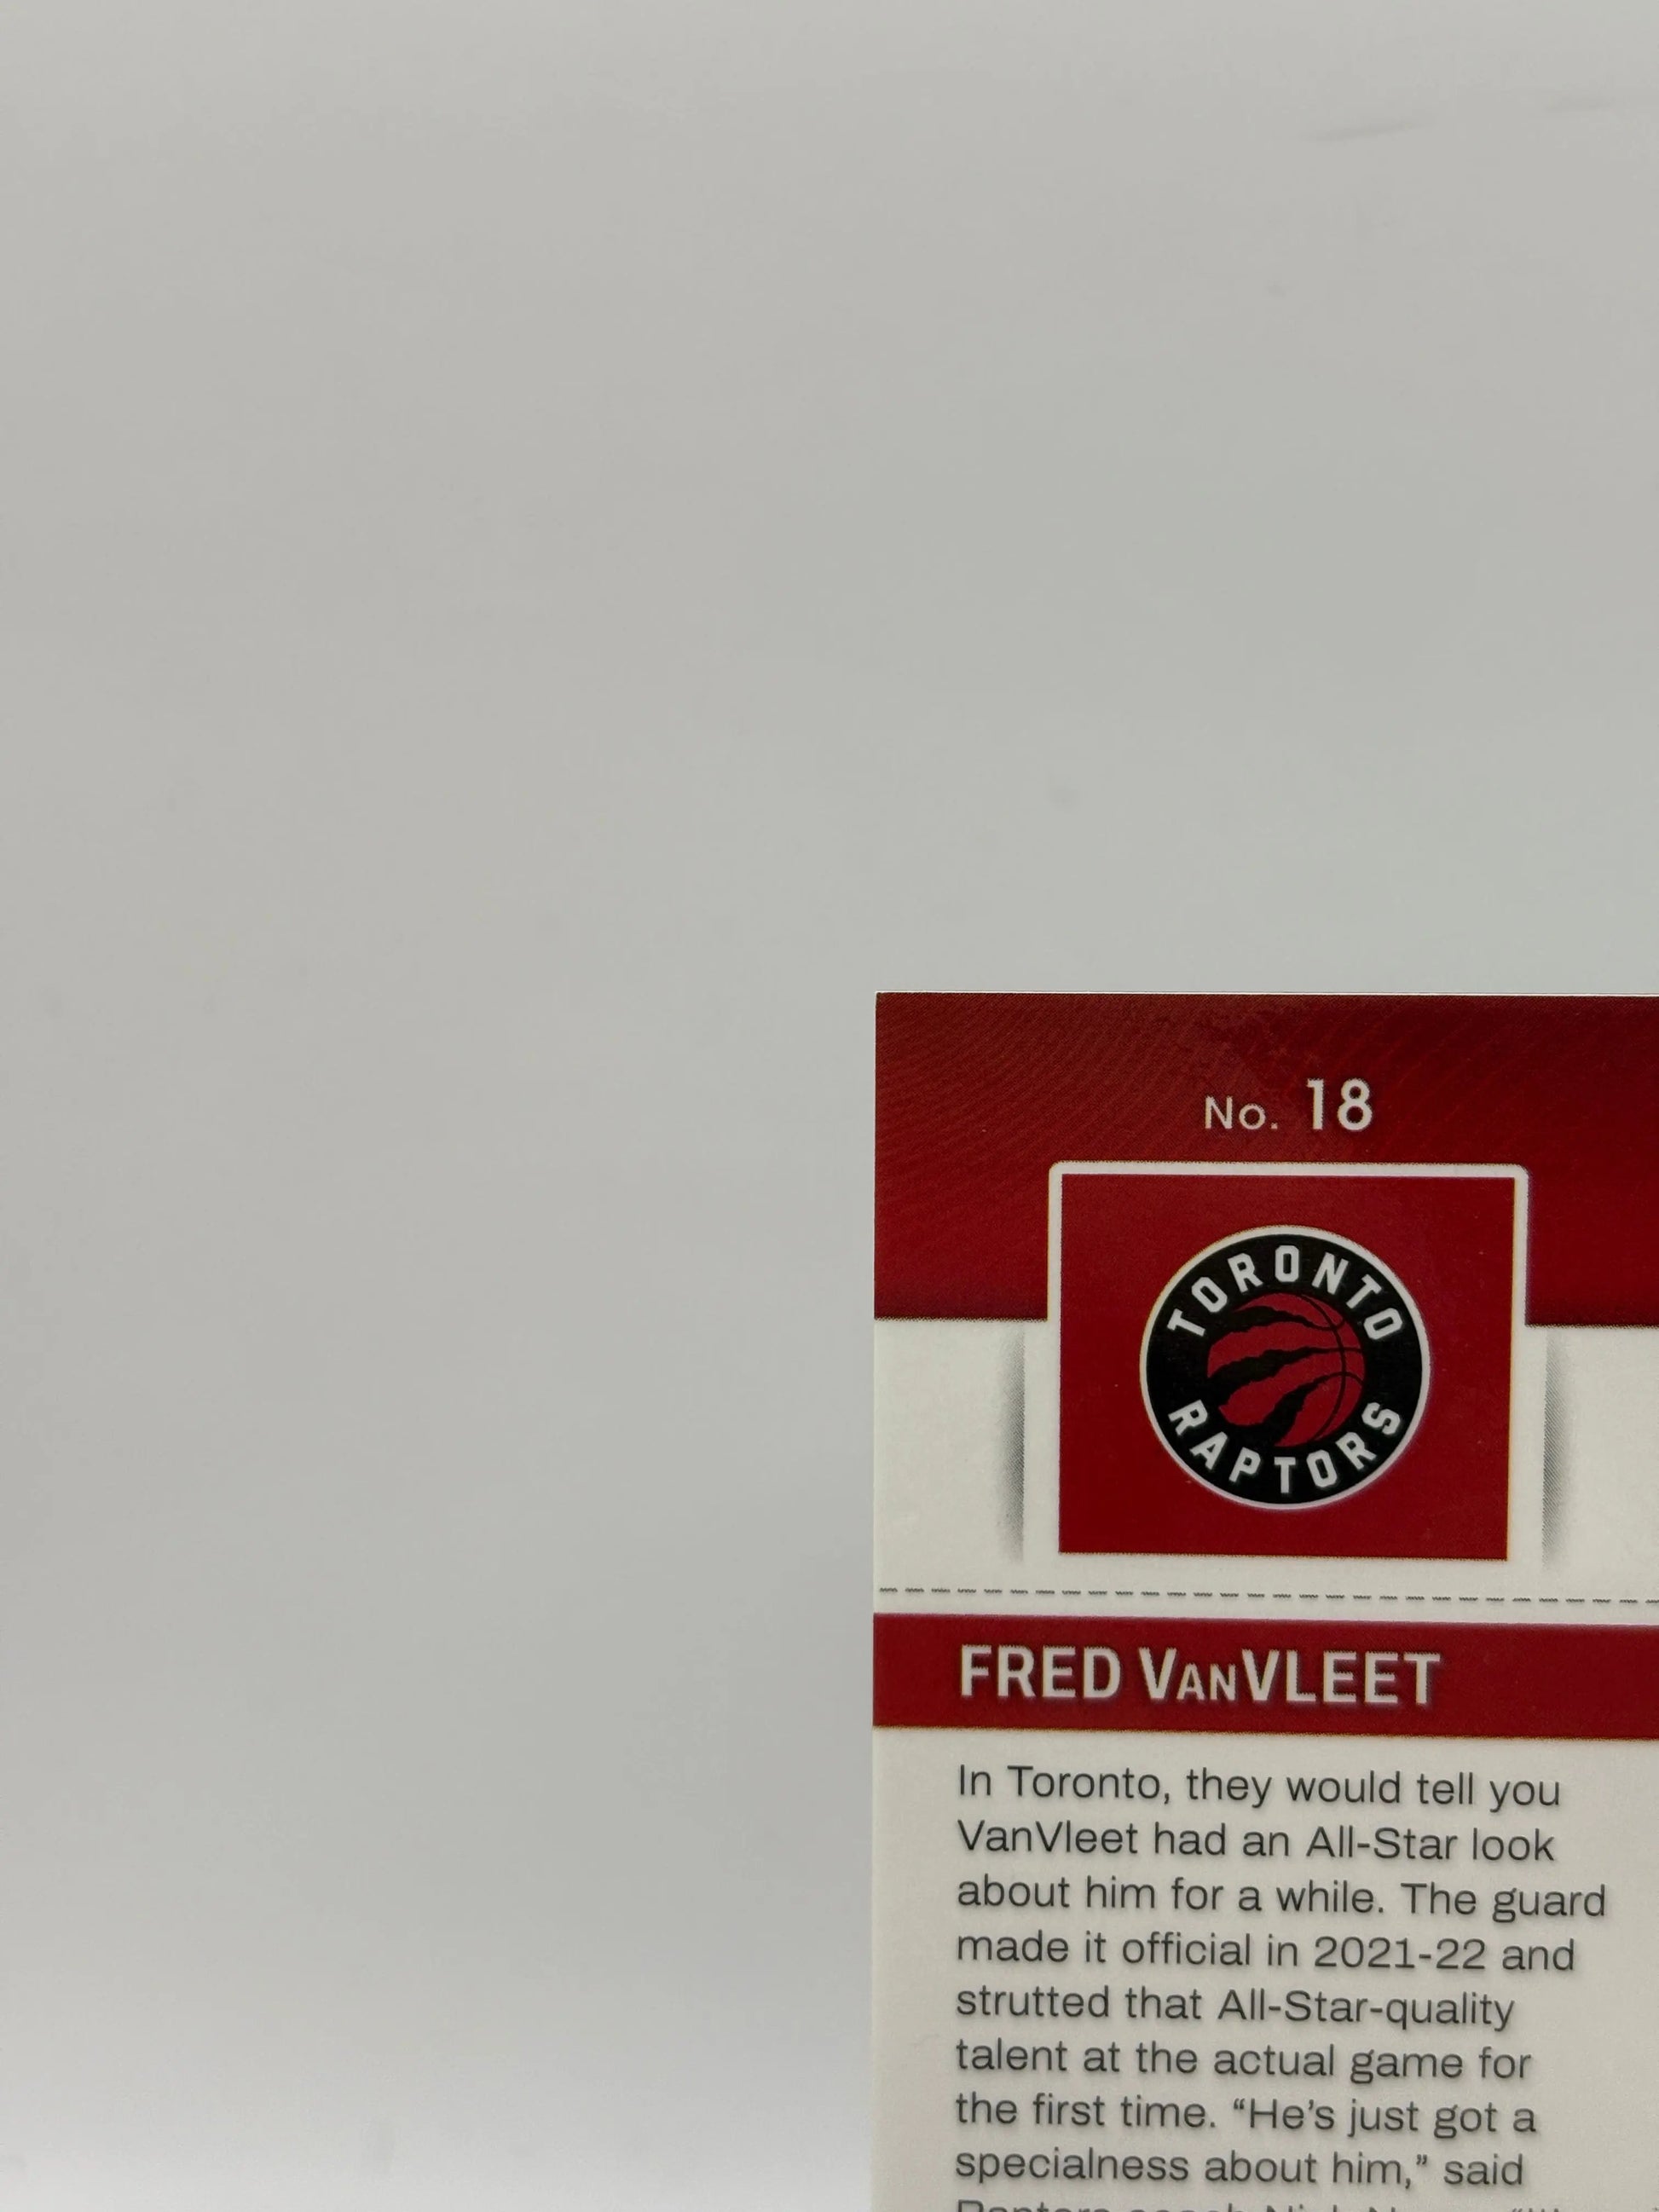 No. 18
TORONTO
RAPTORS
FRED VANVLEET
In Toronto, they would tell you
VanVleet had an All-Star look
about him for a while. The guard
made it official in 2021-22 and
strutted that All-Star-quality
talent at the actual game for
the first time. “He’s just got a
specialness about him,” said